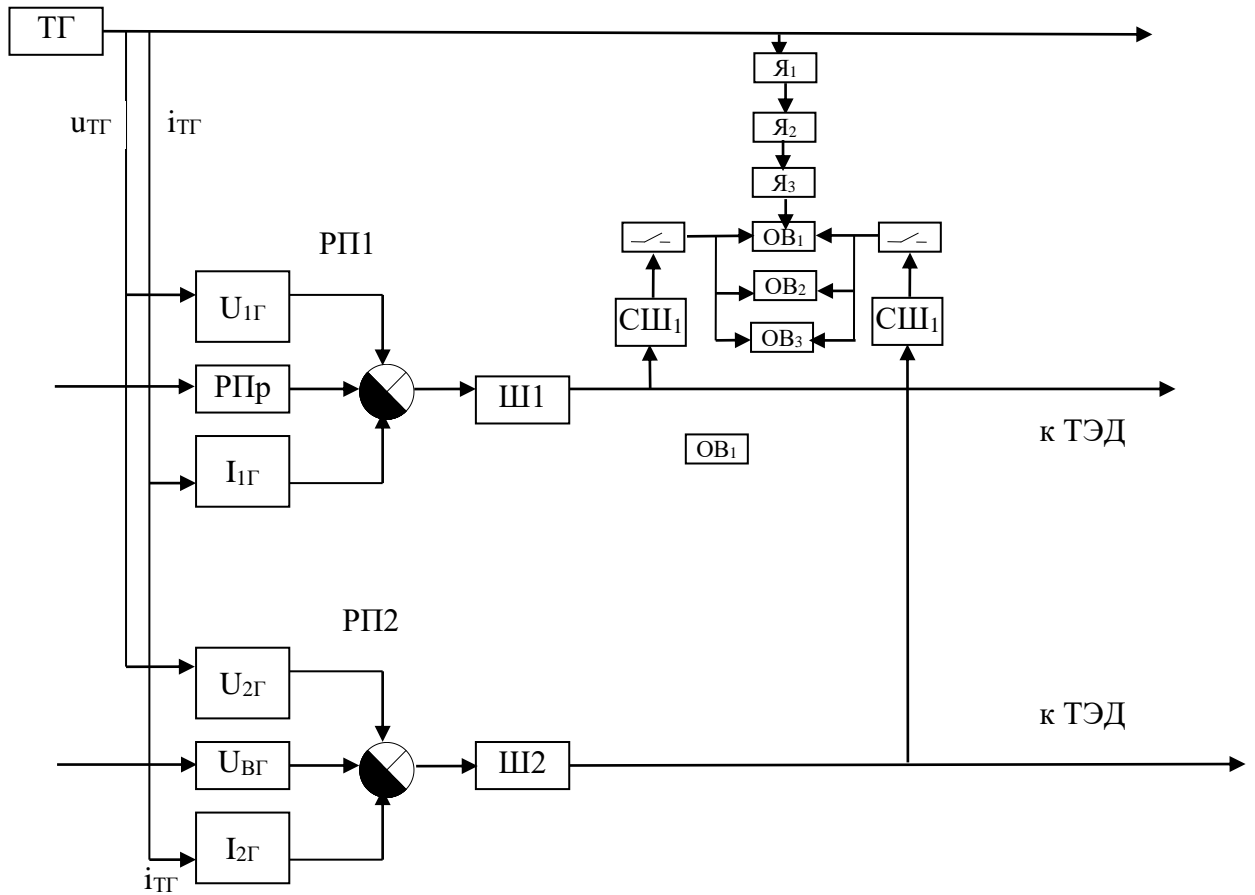 ТГ
Я₁
Я₂
uТГ
iТГ
Я₃
ОВ₁
РП1
ОВ₂
U₁Г
СШ₁
СШ₁
ОВ₃
РПр
Ш1
к ТЭД
ОВ₁
I₁Г
РП2
U₂Г
к ТЭД
UВГ
Ш2
I₂Г
iТГ